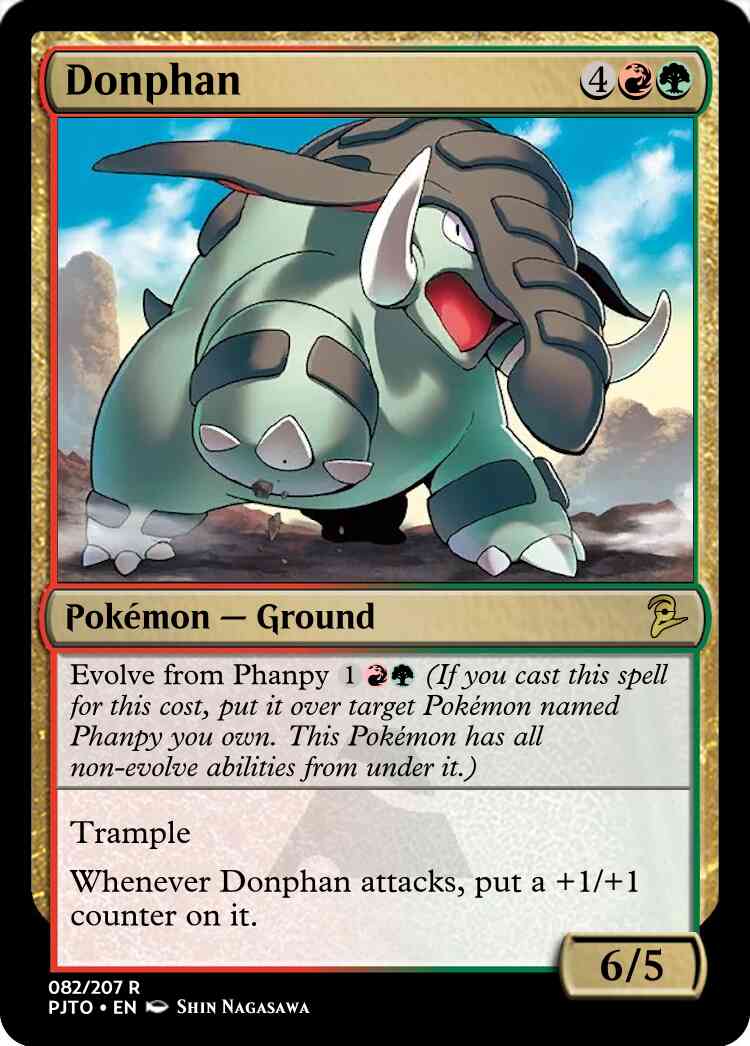 Donphan 4
Pokémon — Ground
Evolve from Phanpy 1 (If you cast this spell
for this cost, put it over target Pokémon named
Phanpy you own. This Pokémon has all
non-evolve abilities from under it.)
Trample
Whenever Donphan attacks, put a +1/+1
counter on it.
6/5
082/207 R
PJTO • EN Shin Nagasawa